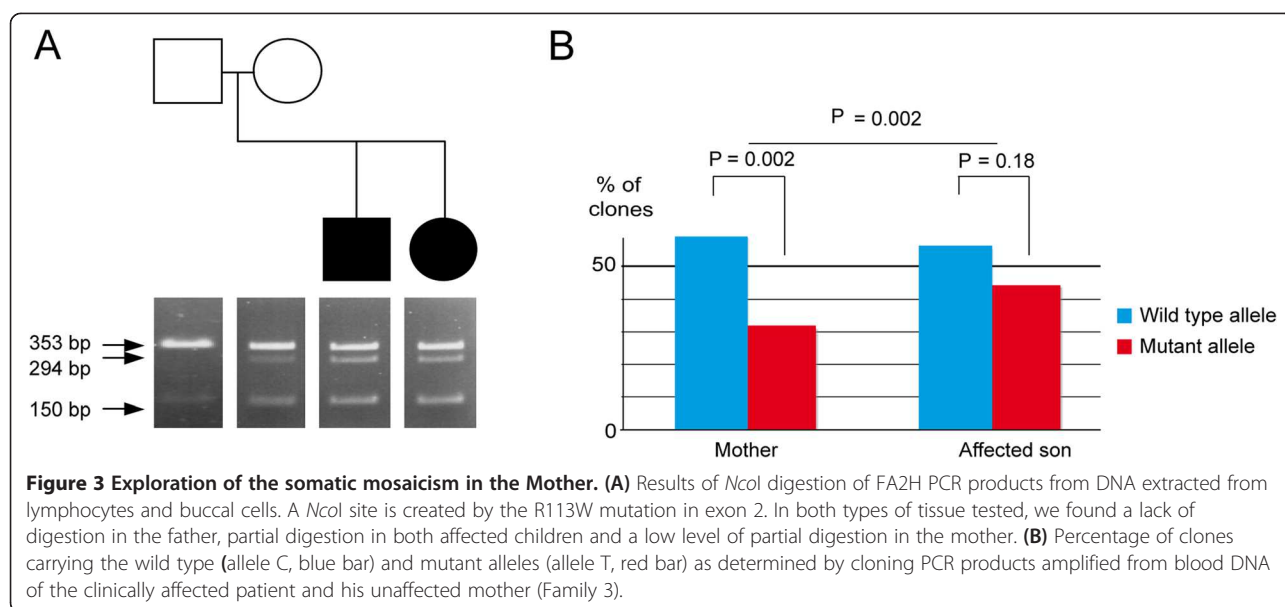 A
B
P = 0.002
P = 0.002
P = 0.18
% of
clones
50
0
Mother
Affected son
Wild type allele
Mutant allele
353 bp
294 bp
150 bp
Figure 3 Exploration of the somatic mosaicism in the Mother. (A) Results of NcoI digestion of FA2H PCR products from DNA extracted from
lymphocytes and buccal cells. A NcoI site is created by the R113W mutation in exon 2. In both types of tissue tested, we found a lack of
digestion in the father, partial digestion in both affected children and a low level of partial digestion in the mother. (B) Percentage of clones
carrying the wild type (allele C, blue bar) and mutant alleles (allele T, red bar) as determined by cloning PCR products amplified from blood DNA
of the clinically affected patient and his unaffected mother (Family 3).